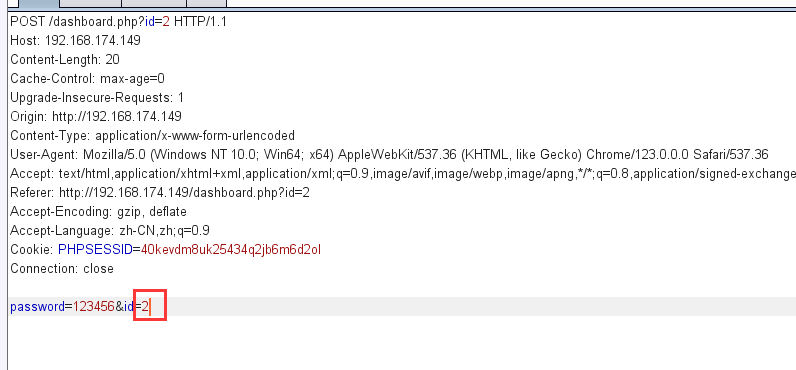 POST /dashboard.php?id=2 HTTP/1.1
Host: 192.168.174.149
Content-Length: 20
Cache-Control: max-age=0
Upgrade-Insecure-Requests: 1
Origin: http://192.168.174.149
Content-Type: application/x-www-form-urlencoded
User-Agent: Mozilla/5.0 (Windows NT 10.0; Win64; x64) AppleWebKit/537.36 (KHTML, like Gecko) Chrome/123.0.0.0 Safari/537.36
Accept: text/html,application/xhtml+xml,application/xml;q=0.9,image/avif,image/webp,image/apng,*/*;q=0.8,application/signed-exchange
Referer: http://192.168.174.149/dashboard.php?id=2
Accept-Encoding: gzip, deflate
Accept-Language: zh-CN,zh;q=0.9
Cookie: PHPSESSID=40kevdm8uk25434q2jb6m6d2ol
Connection: close
password=123456&id=2